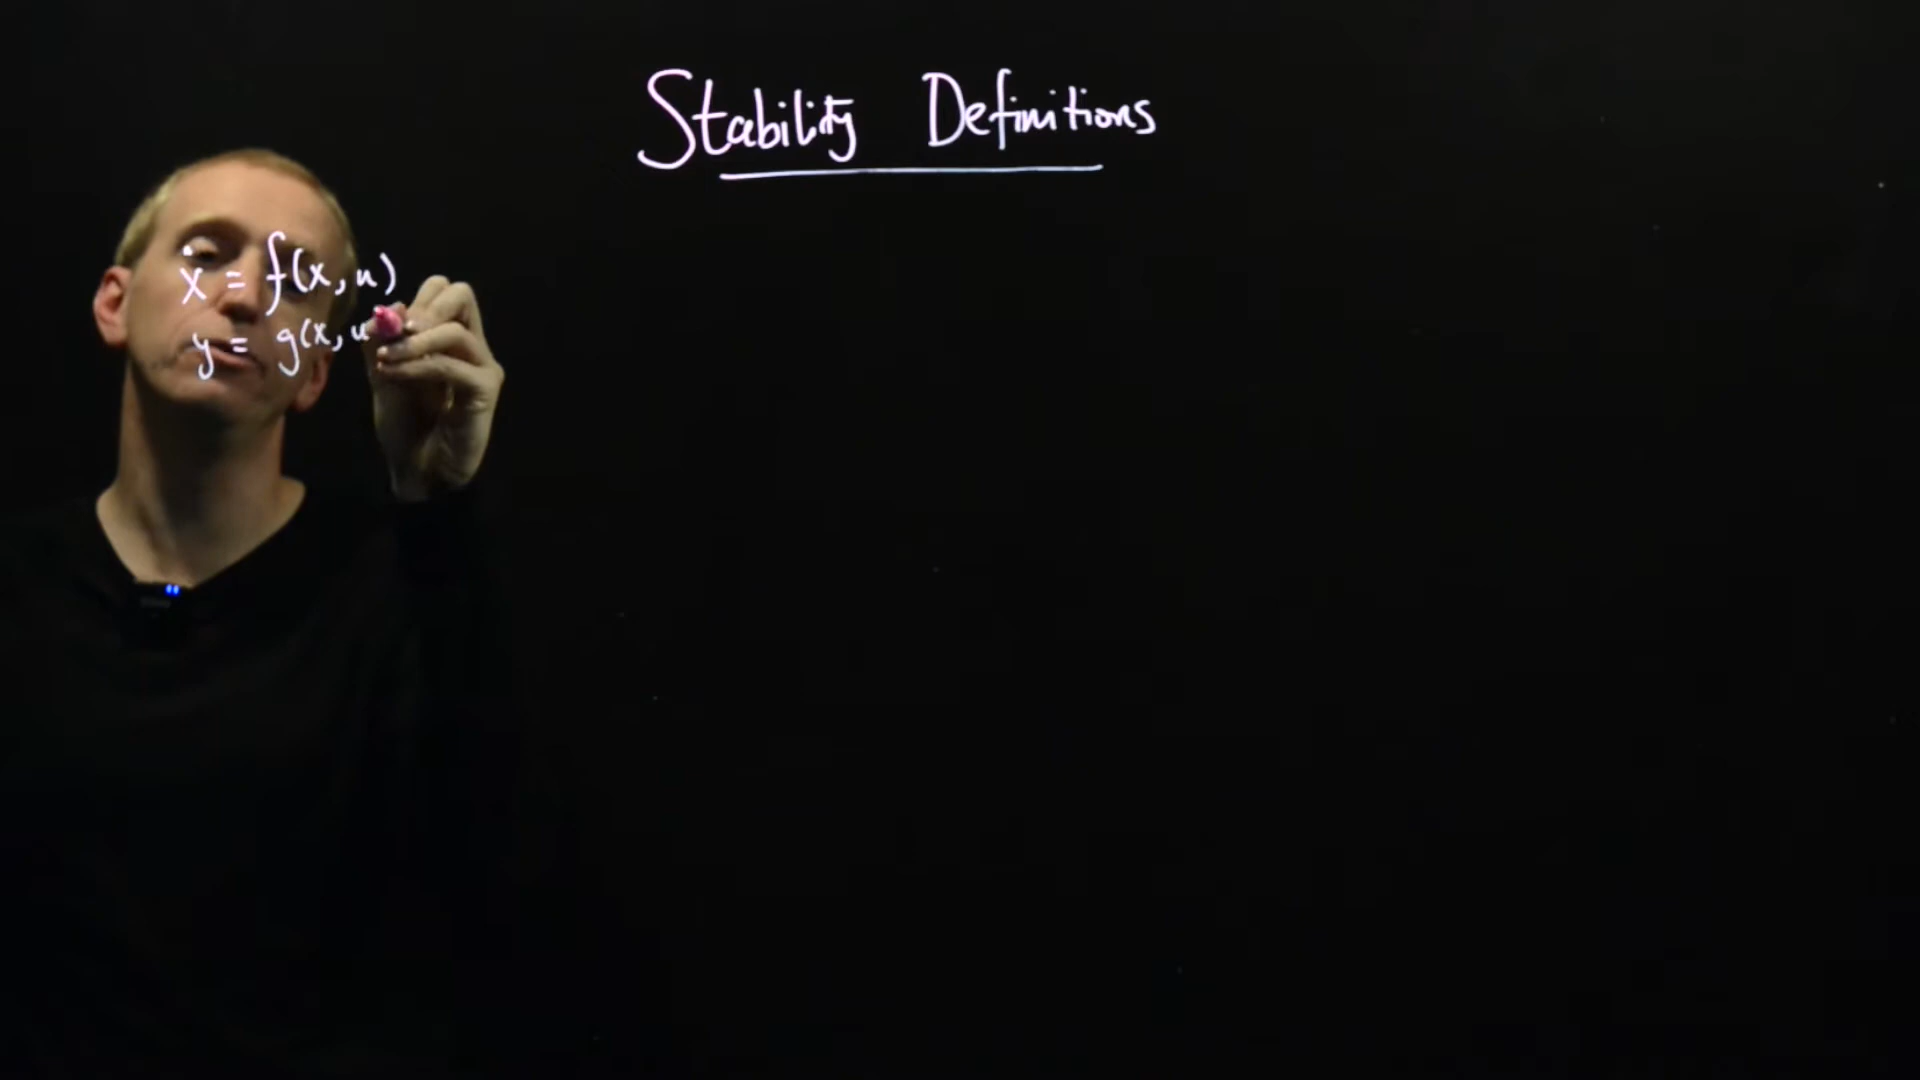 Stability Definitions
ẋ = f(x, u)
y = g(x, u